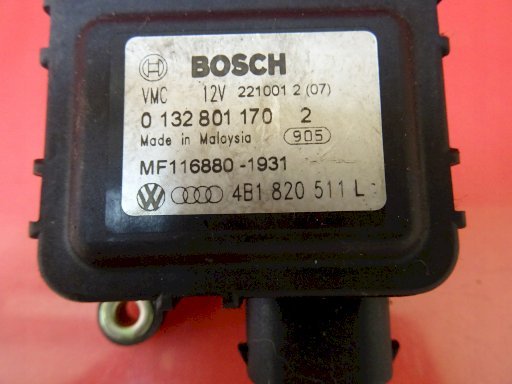 BOSCH
VMC 12V 221001 2 (07)
0 132 801 170 2
Made in Malaysia 905
MF116880-1931
4B1 820 511 L